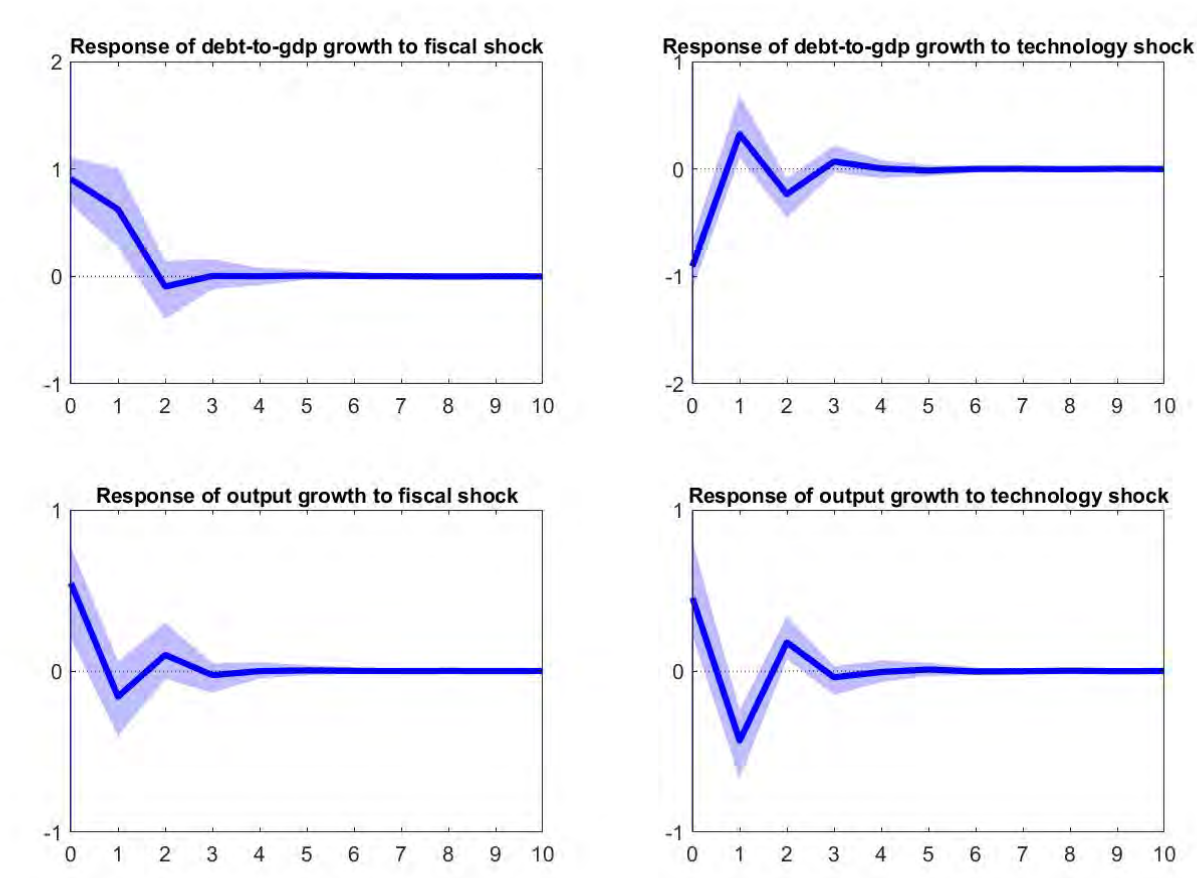 Response of debt-to-gdp growth to fiscal shock
2
1
0
-1
0 1 2 3 4 5 6 7 8 9 10
Response of debt-to-gdp growth to technology shock
1
0
-1
-2
0 1 2 3 4 5 6 7 8 9 10
Response of output growth to fiscal shock
1
0
-1
0 1 2 3 4 5 6 7 8 9 10
Response of output growth to technology shock
1
0
-1
0 1 2 3 4 5 6 7 8 9 10